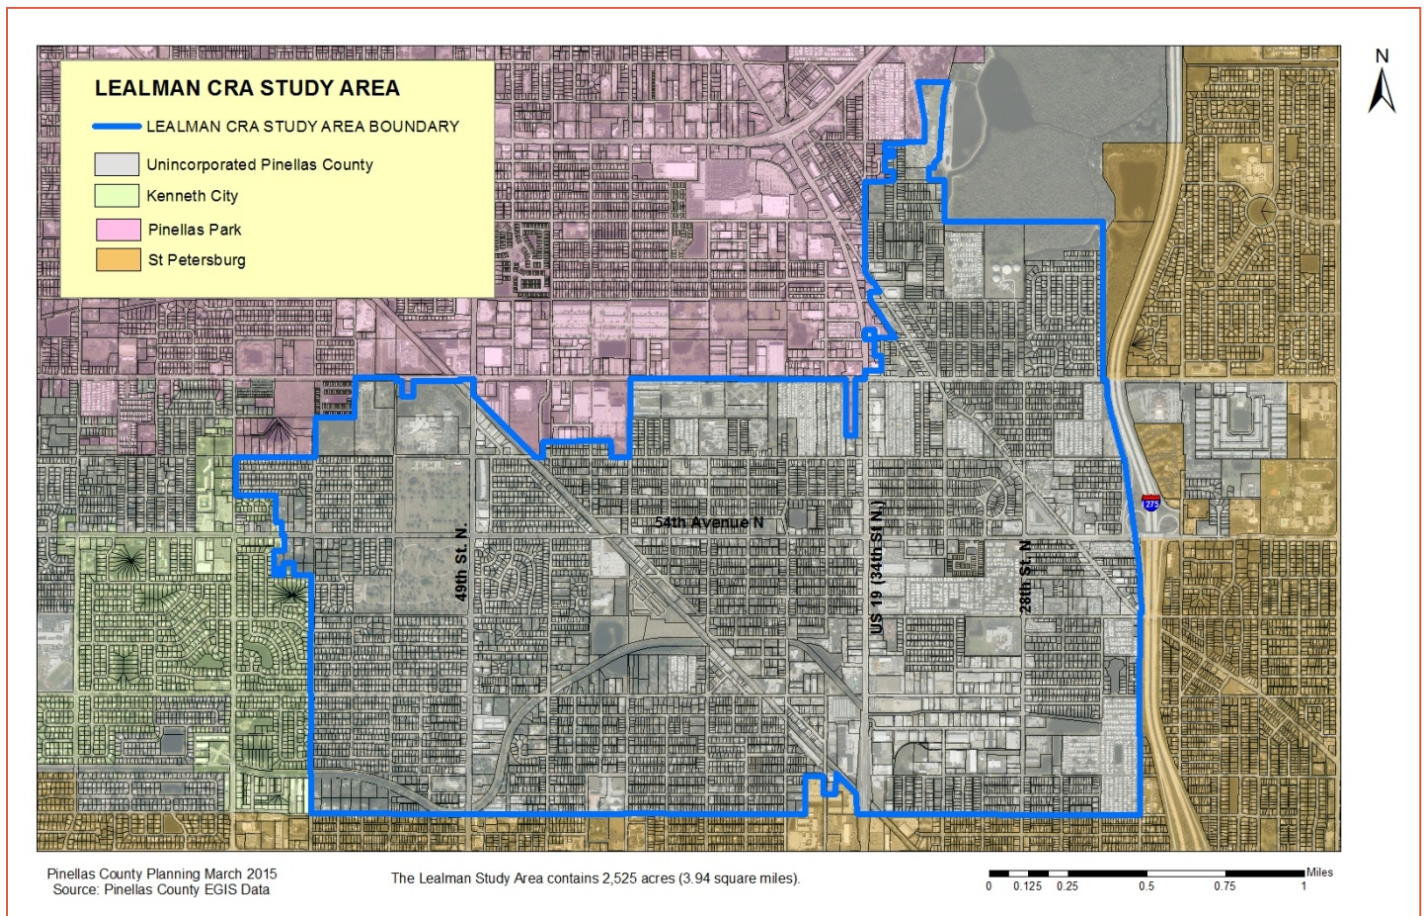 LEALMAN CRA STUDY AREA
LEALMAN CRA STUDY AREA BOUNDARY
Unincorporated Pinellas County
Kenneth City
Pinellas Park
St Petersburg
N
54th Avenue N
49th St. N.
US 19 (34th St N.)
28th St. N
275
Pinellas County Planning March 2015
Source: Pinellas County EGIS Data
The Lealman Study Area contains 2,525 acres (3.94 square miles).
Miles
0 0.125 0.25 0.5 0.75 1